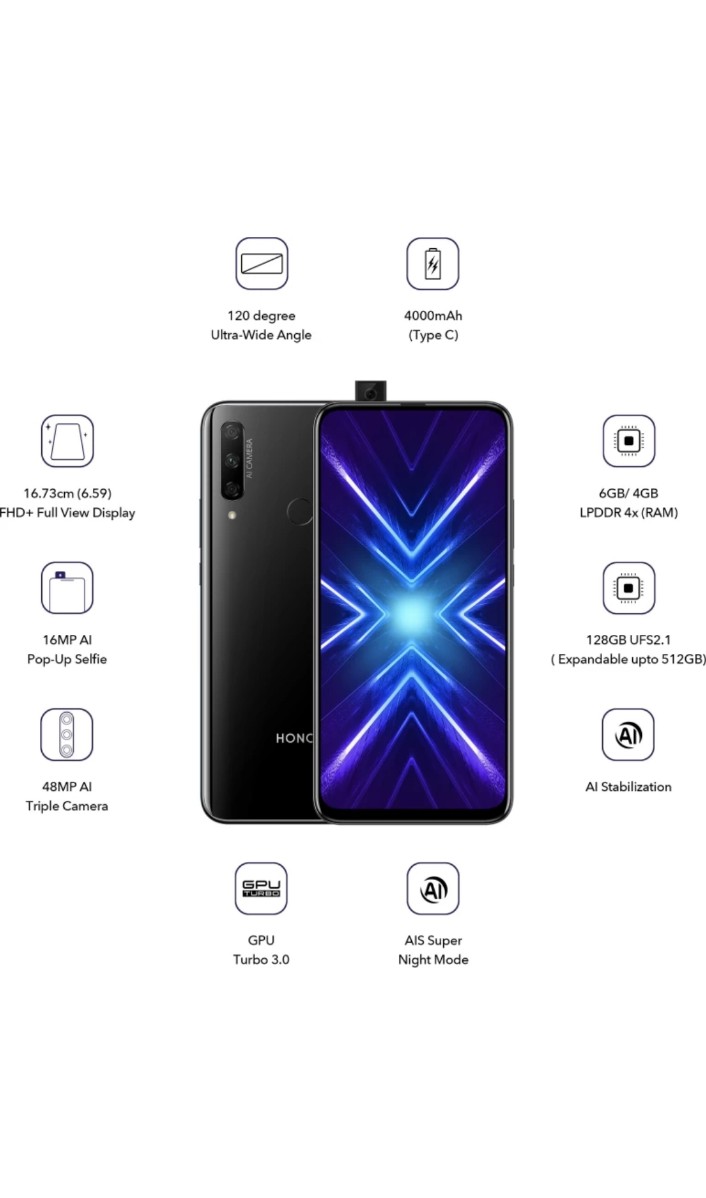 120 degree
Ultra-Wide Angle
4000mAh
(Type C)
16.73cm (6.59)
FHD+ Full View Display
AI CAMERA
6GB/ 4GB
LPDDR 4x (RAM)
16MP AI
Pop-Up Selfie
128GB UFS2.1
( Expandable upto 512GB)
HONO
48MP AI
Triple Camera
AI
AI Stabilization
GPU
TURBO
GPU
Turbo 3.0
AI
AIS Super
Night Mode